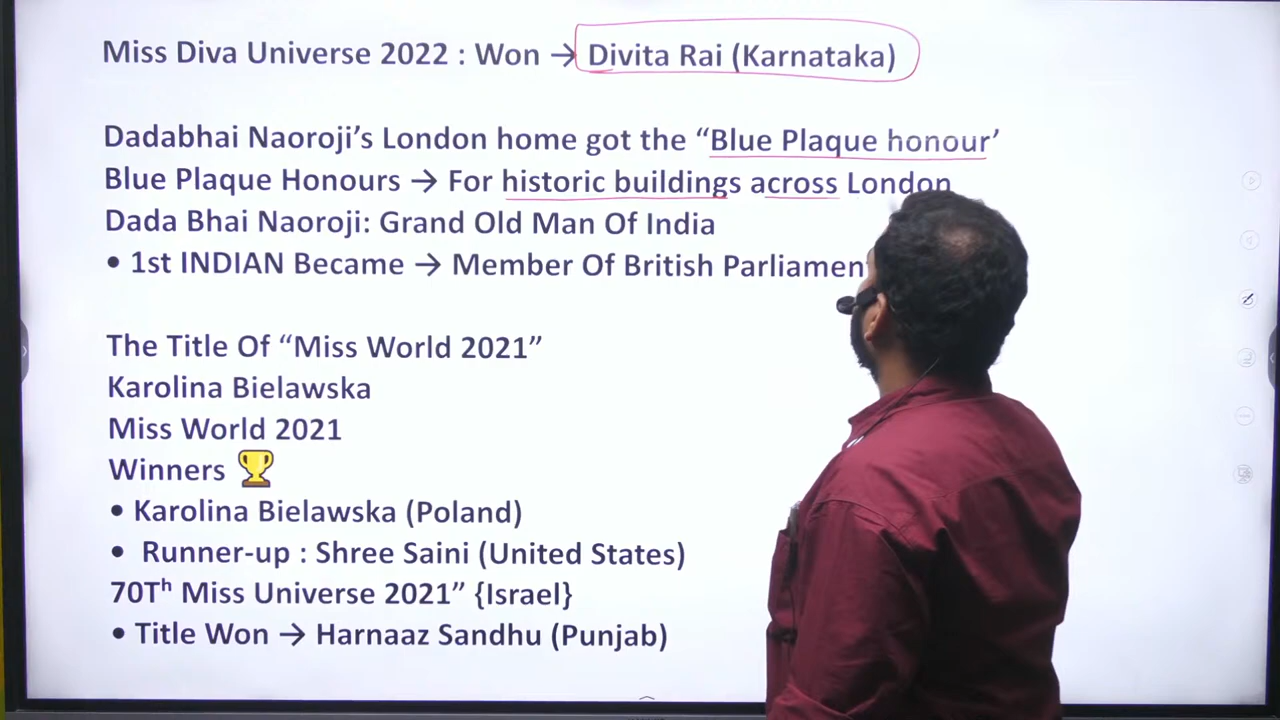 Miss Diva Universe 2022 : Won → Divita Rai (Karnataka)
Dadabhai Naoroji's London home got the “Blue Plaque honour’
Blue Plaque Honours → For historic buildings across London
Dada Bhai Naoroji: Grand Old Man Of India
• 1st INDIAN Became → Member Of British Parliamen
The Title Of “Miss World 2021”
Karolina Bielawska
Miss World 2021
Winners 🏆
• Karolina Bielawska (Poland)
• Runner-up : Shree Saini (United States)
70Tʰ Miss Universe 2021” {Israel}
• Title Won → Harnaaz Sandhu (Punjab)